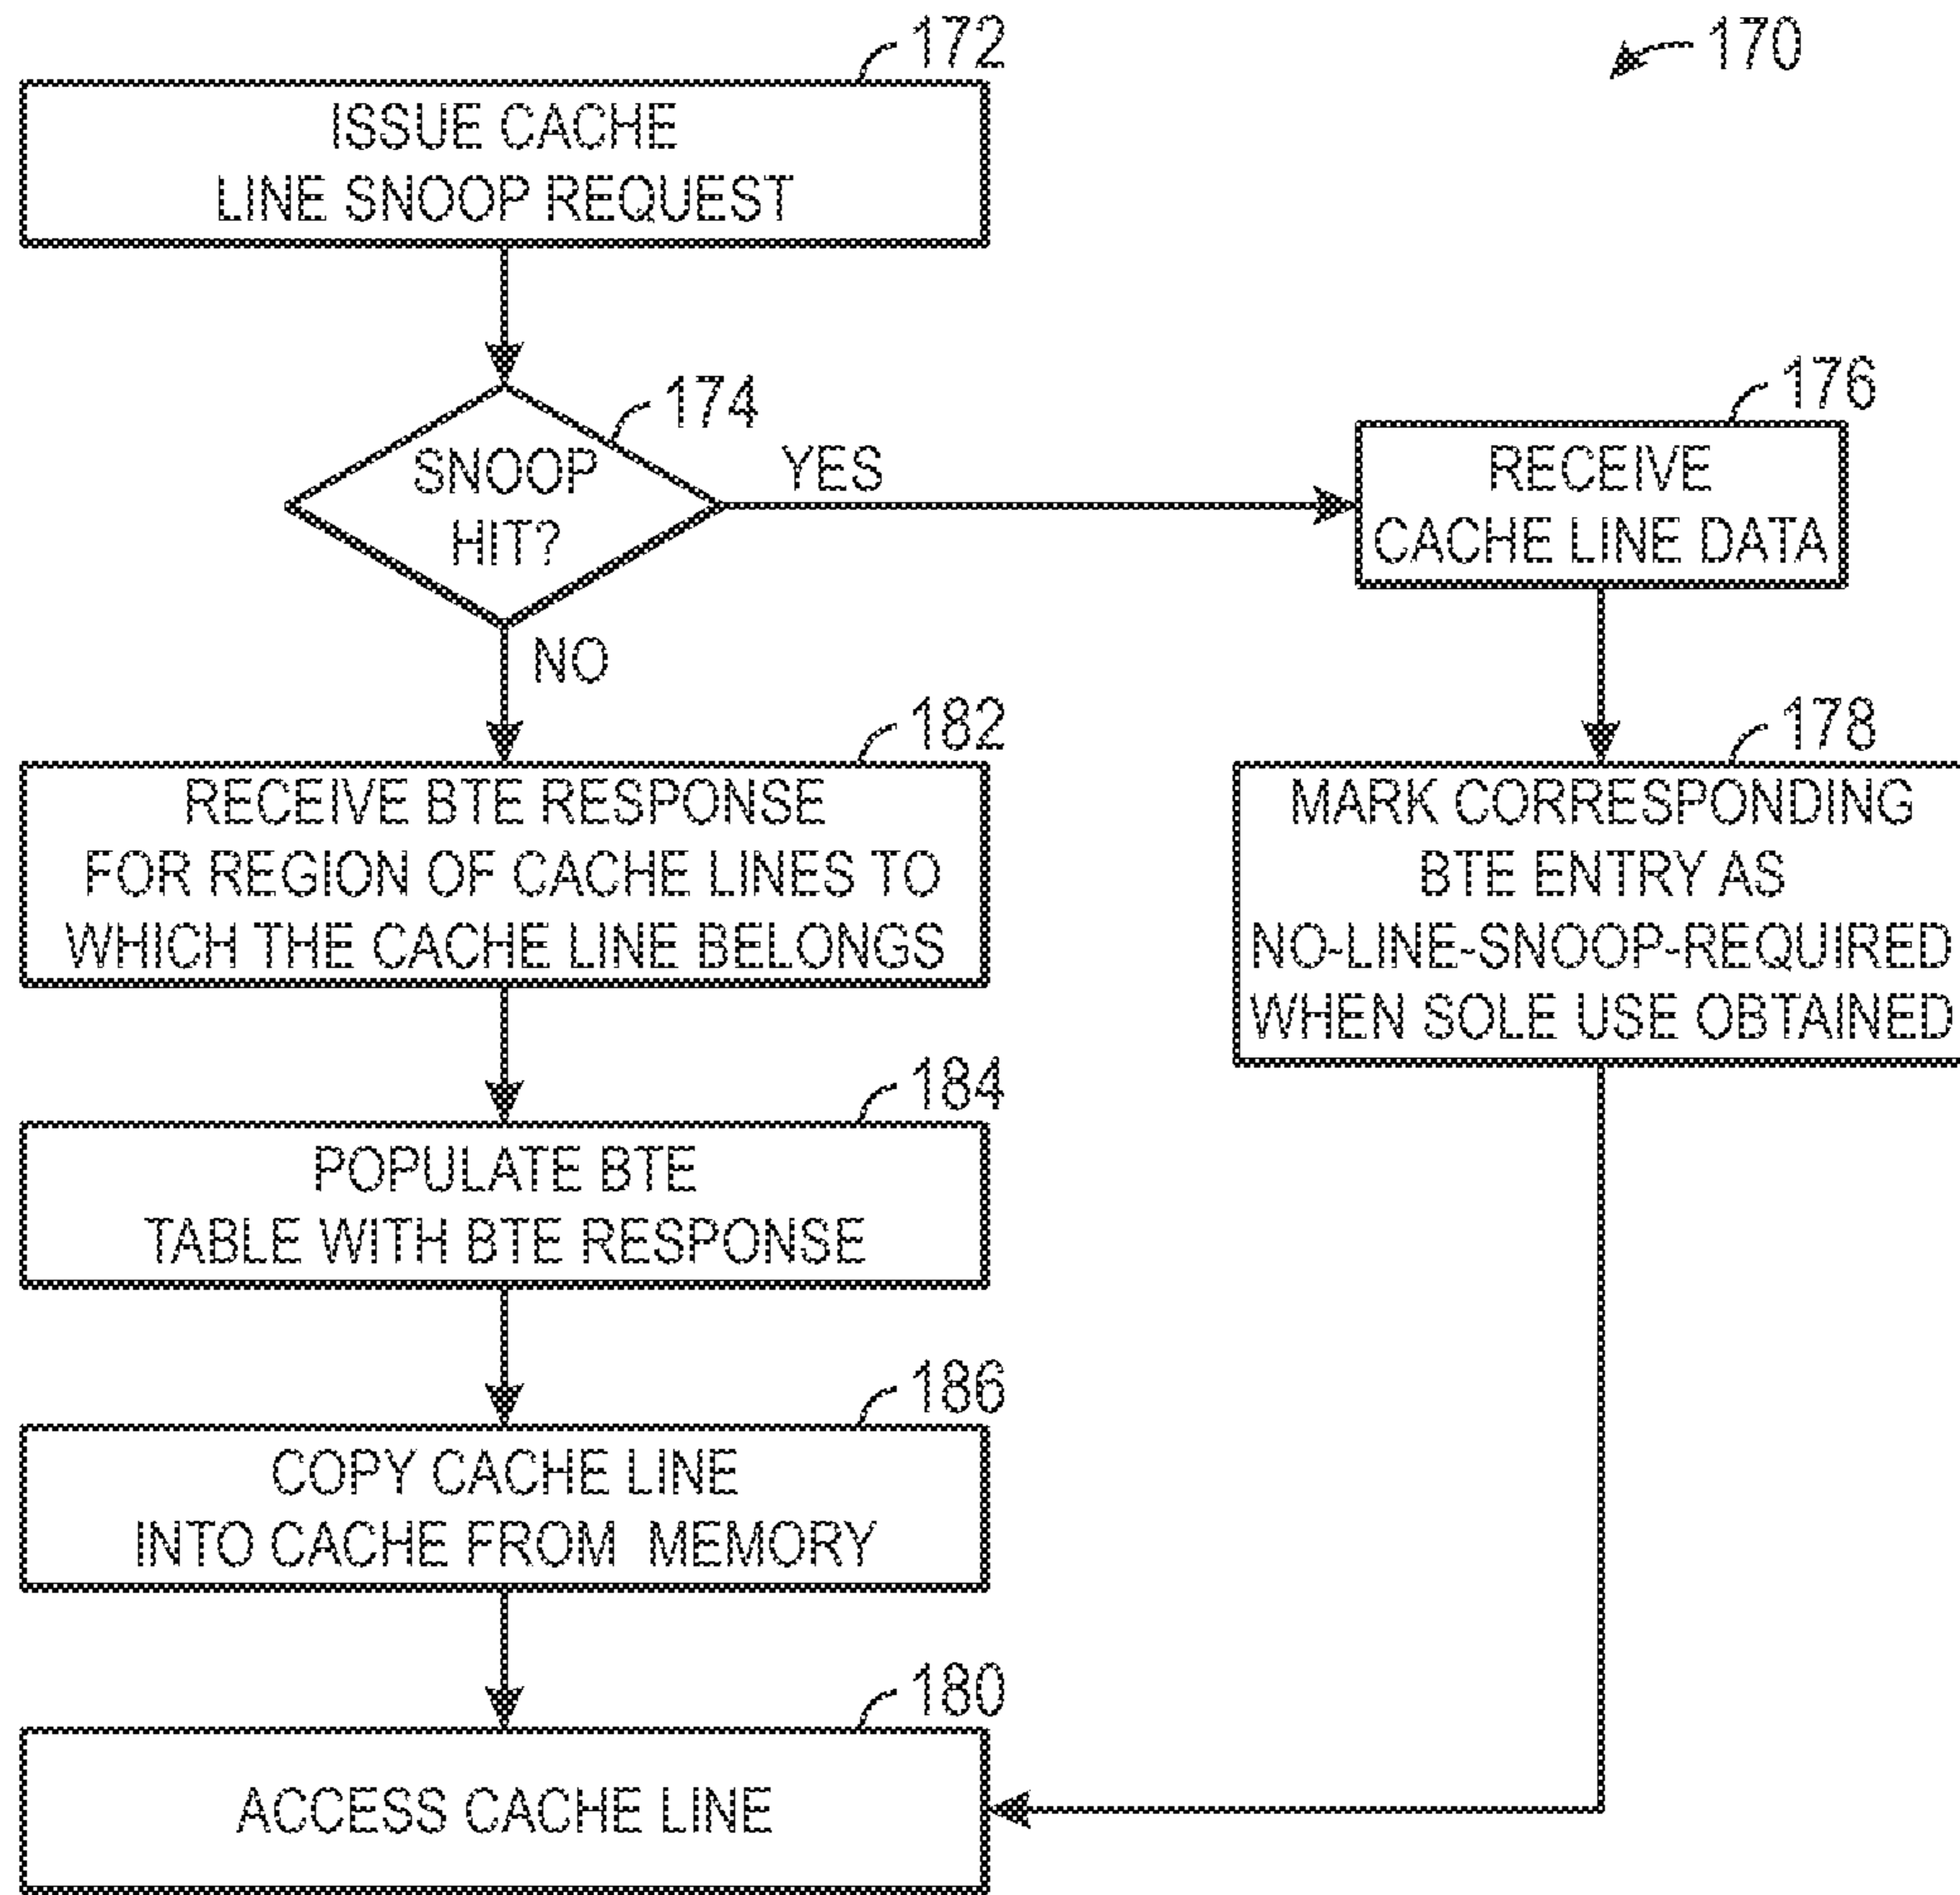 172
170
ISSUE CACHE
LINE SNOOP REQUEST
174
SNOOP
HIT?
YES
NO
176
RECEIVE
CACHE LINE DATA
182
RECEIVE BTE RESPONSE
FOR REGION OF CACHE LINES TO
WHICH THE CACHE LINE BELONGS
178
MARK CORRESPONDING
BTE ENTRY AS
NO-LINE-SNOOP-REQUIRED
WHEN SOLE USE OBTAINED
184
POPULATE BTE
TABLE WITH BTE RESPONSE
186
COPY CACHE LINE
INTO CACHE FROM MEMORY
180
ACCESS CACHE LINE